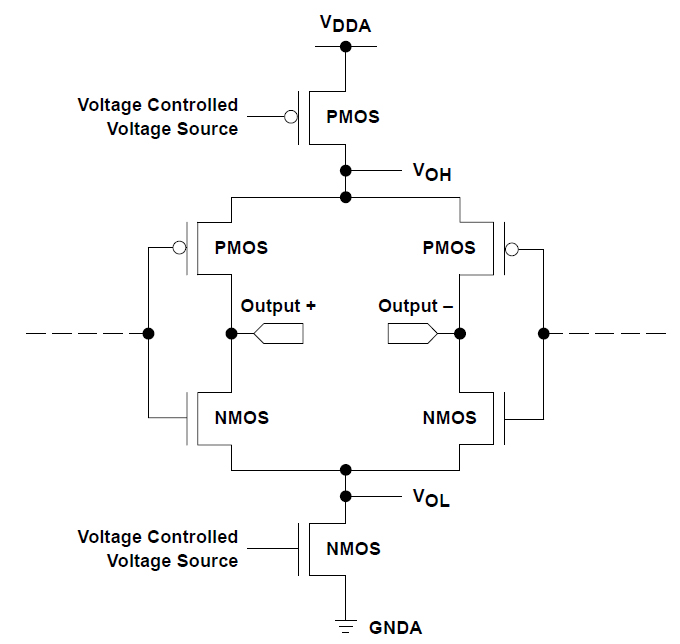 VDDA
Voltage Controlled
Voltage Source
PMOS
VOH
PMOS
PMOS
Output +
Output –
NMOS
NMOS
VOL
Voltage Controlled
Voltage Source
NMOS
GNDA